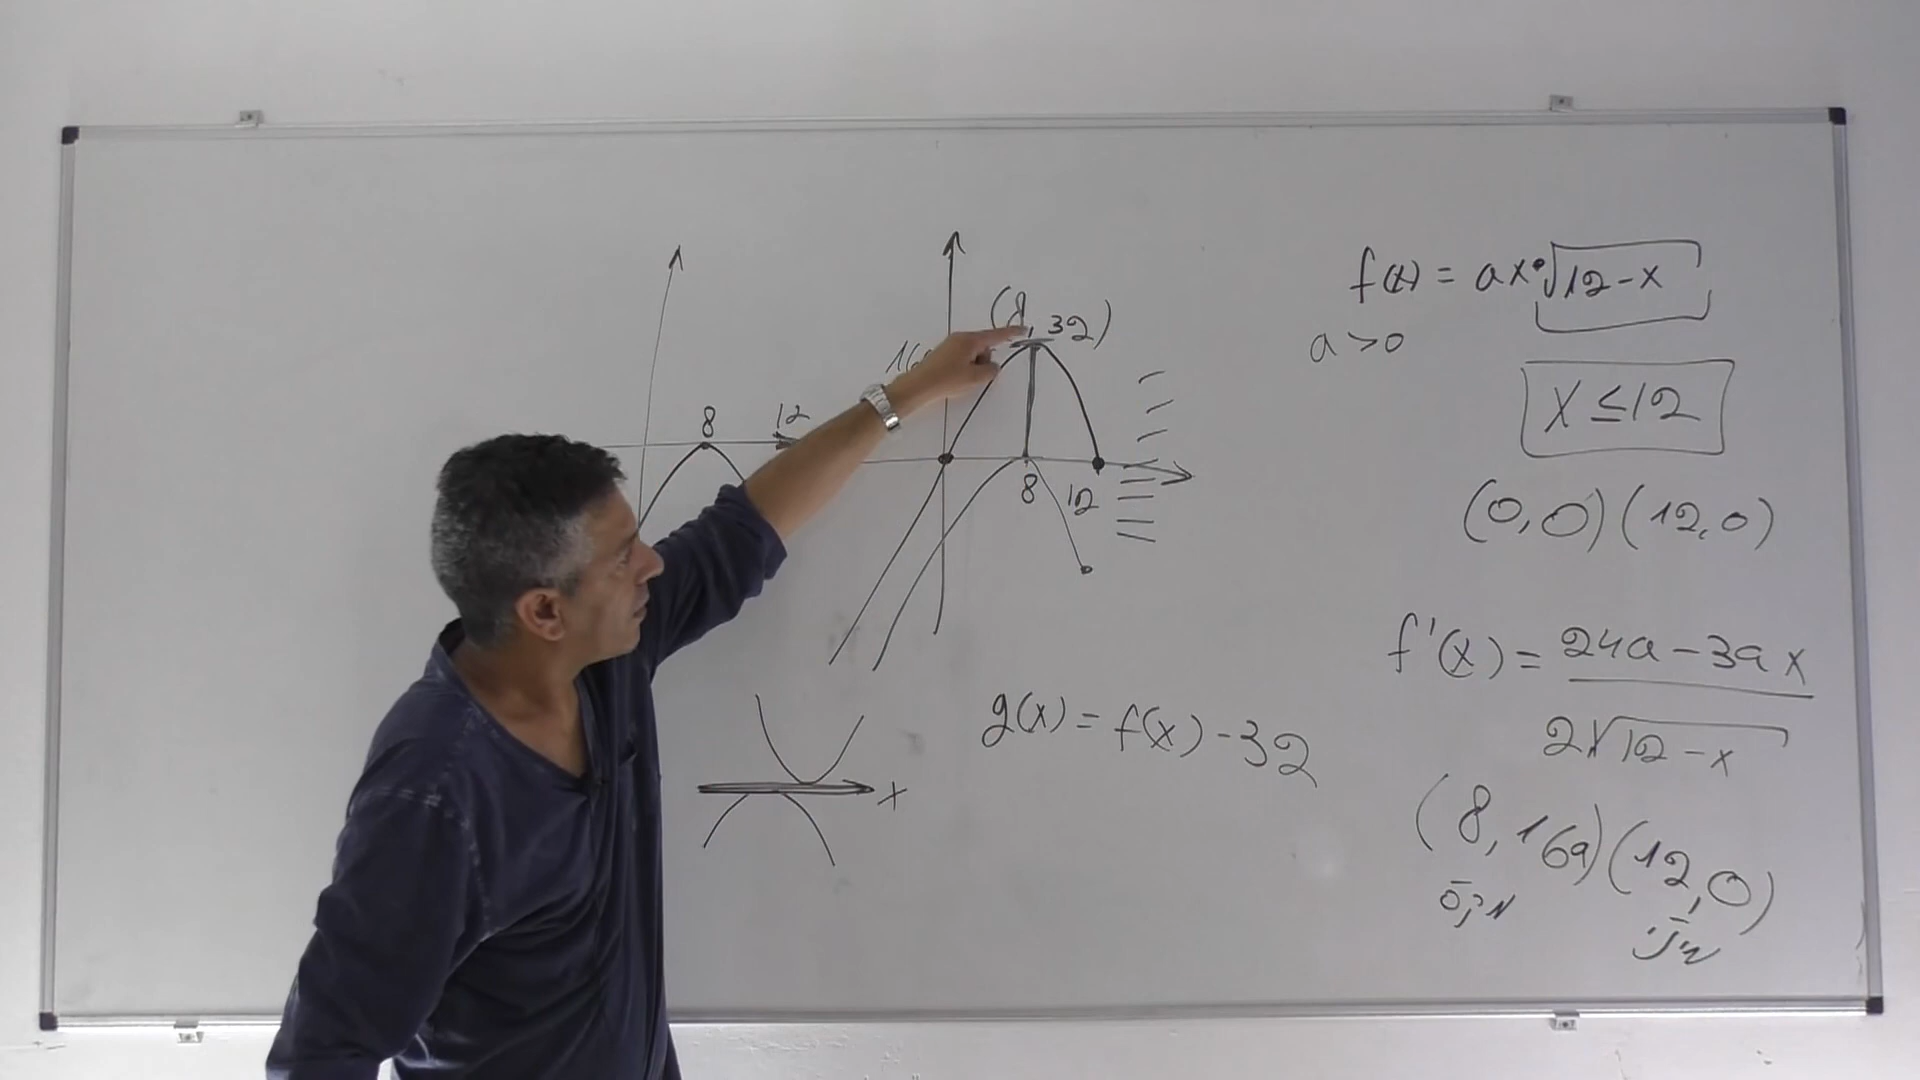 f(x) = ax·√12-x
a>0
x ≤ 12
(0,0) (12,0)
f'(x) = 24a-3ax
2√12-x
(8,16a) (12,0)
(8,32)
16a
8 12
8 12
g(x) = f(x) - 32
x